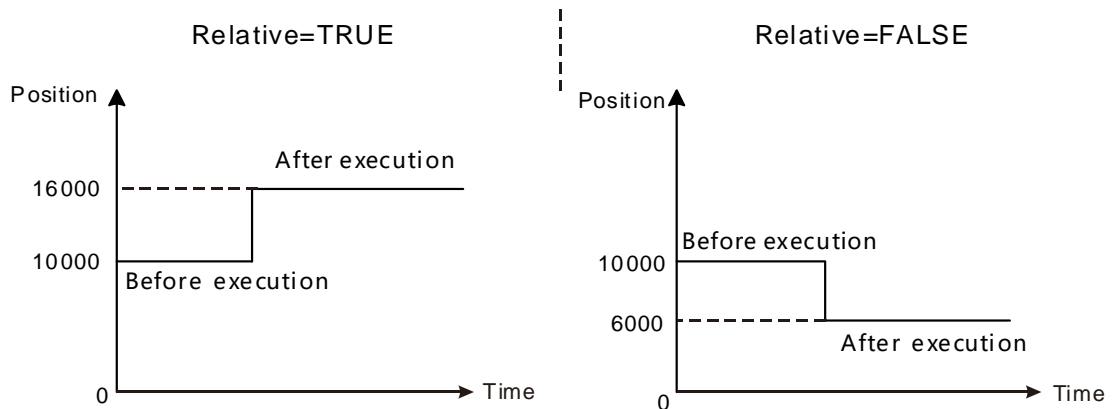 Relative=TRUE
Position
After execution
16000
10000
Before execution
0
Time
Relative=FALSE
Position
Before execution
10000
6000
After execution
0
Time